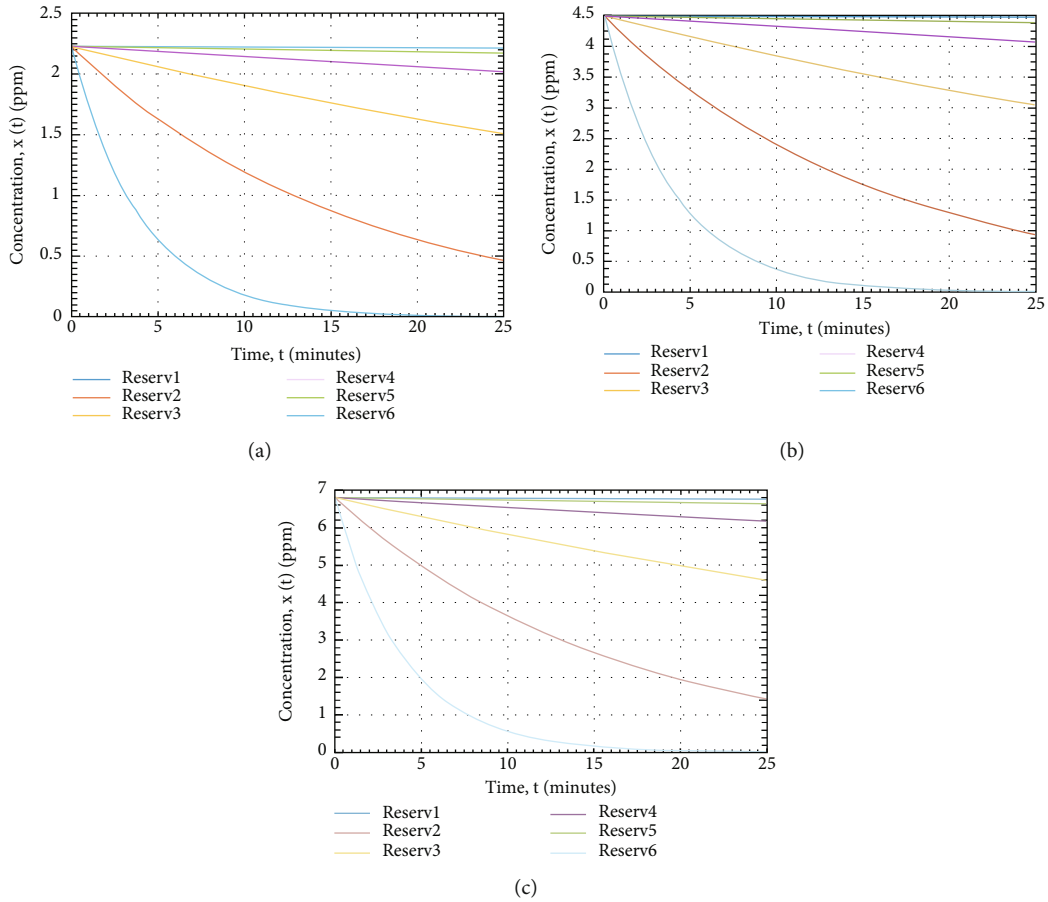 (a)
Concentration, x (t) (ppm)
2.5
2
1.5
1
0.5
0
0 5 10 15 20 25
Time, t (minutes)
Reserv1 Reserv4
Reserv2 Reserv5
Reserv3 Reserv6
(a)
Concentration, x (t) (ppm)
4.5
4
3.5
3
2.5
4
1.5
4
0.5
0
0 5 10 15 20 25
Time, t (minutes)
Reserv1 Reserv4
Reserv2 Reserv5
Reserv3 Reserv6
(b)
Concentration, x (t) (ppm)
7
6
5
4
3
2
1
0
0 5 10 15 20 25
Time, t (minutes)
Reserv1 Reserv4
Reserv2 Reserv5
Reserv3 Reserv6
(c)